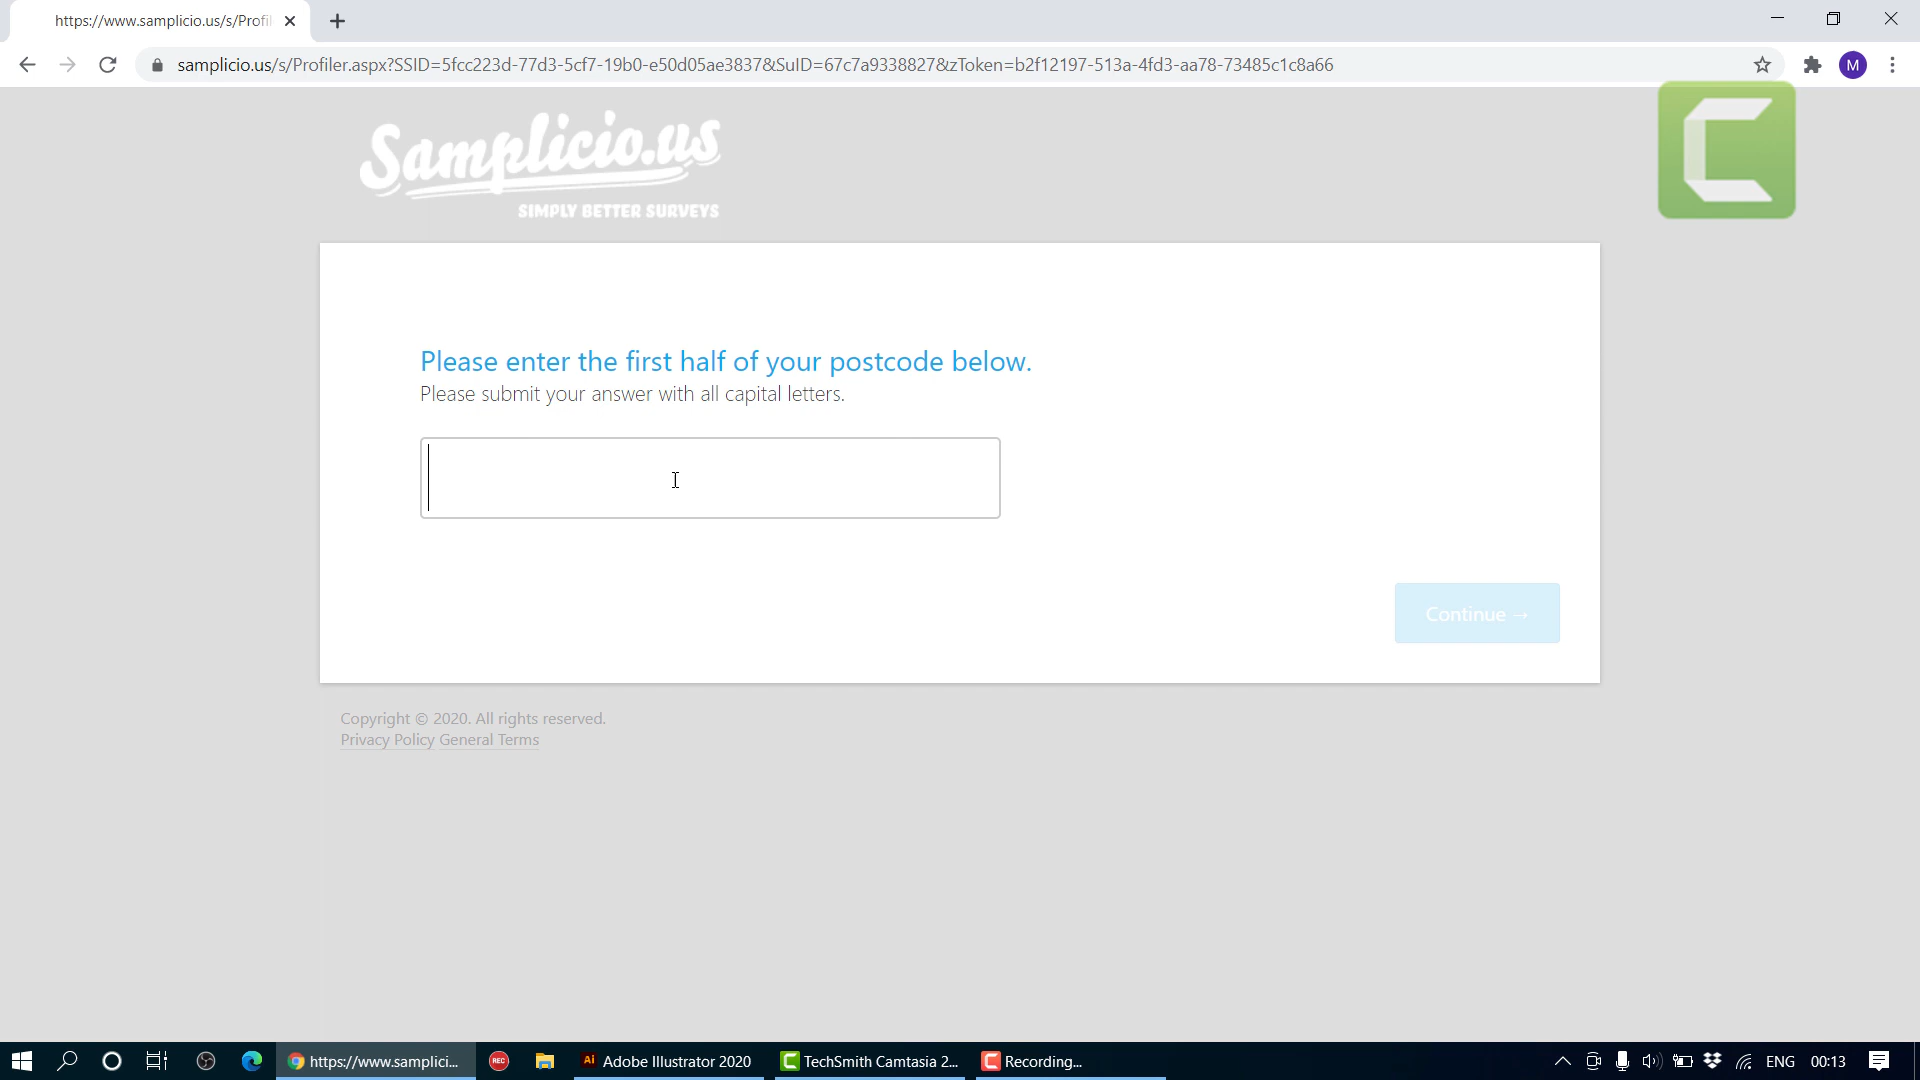 https://www.samplicio.us/s/Profil
samplicio.us/s/Profiler.aspx?SSID=5fcc223d-77d3-5cf7-19b0-e50d05ae3837&SuID=67c7a9338827&zToken=b2f12197-513a-4fd3-aa78-73485c1c8a66
M
Samplicio.us
SIMPLY BETTER SURVEYS
Please enter the first half of your postcode below.
Please submit your answer with all capital letters.
Continue →
Copyright © 2020. All rights reserved.
Privacy Policy General Terms
https://www.samplici... REC Ai Adobe Illustrator 2020 TechSmith Camtasia 2... Recording... ENG 00:13